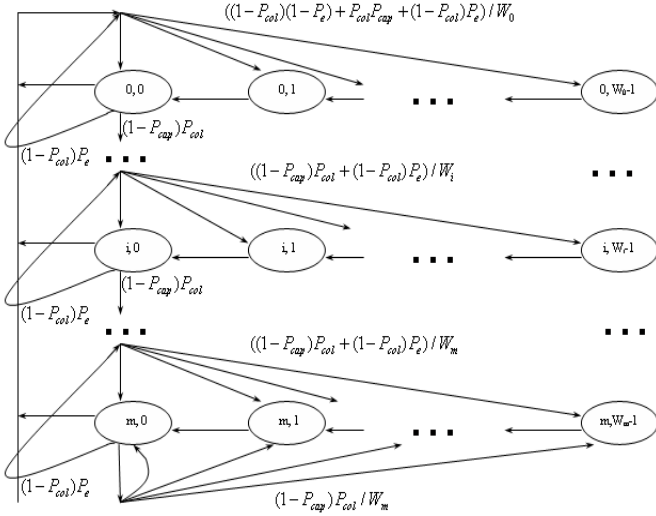 ((1−P_col)(1−P_e)+P_col P_cap+(1−P_col)P_e)/W_0
0, 0
0, 1
0, W_0-1
(1−P_cap)P_col
(1−P_col)P_e
((1−P_cap)P_col+(1−P_col)P_e)/W_i
i, 0
i, 1
i, W_i-1
(1−P_cap)P_col
(1−P_col)P_e
((1−P_cap)P_col+(1−P_col)P_e)/W_m
m, 0
m, 1
m, W_m-1
(1−P_col)P_e
(1−P_cap)P_col/W_m